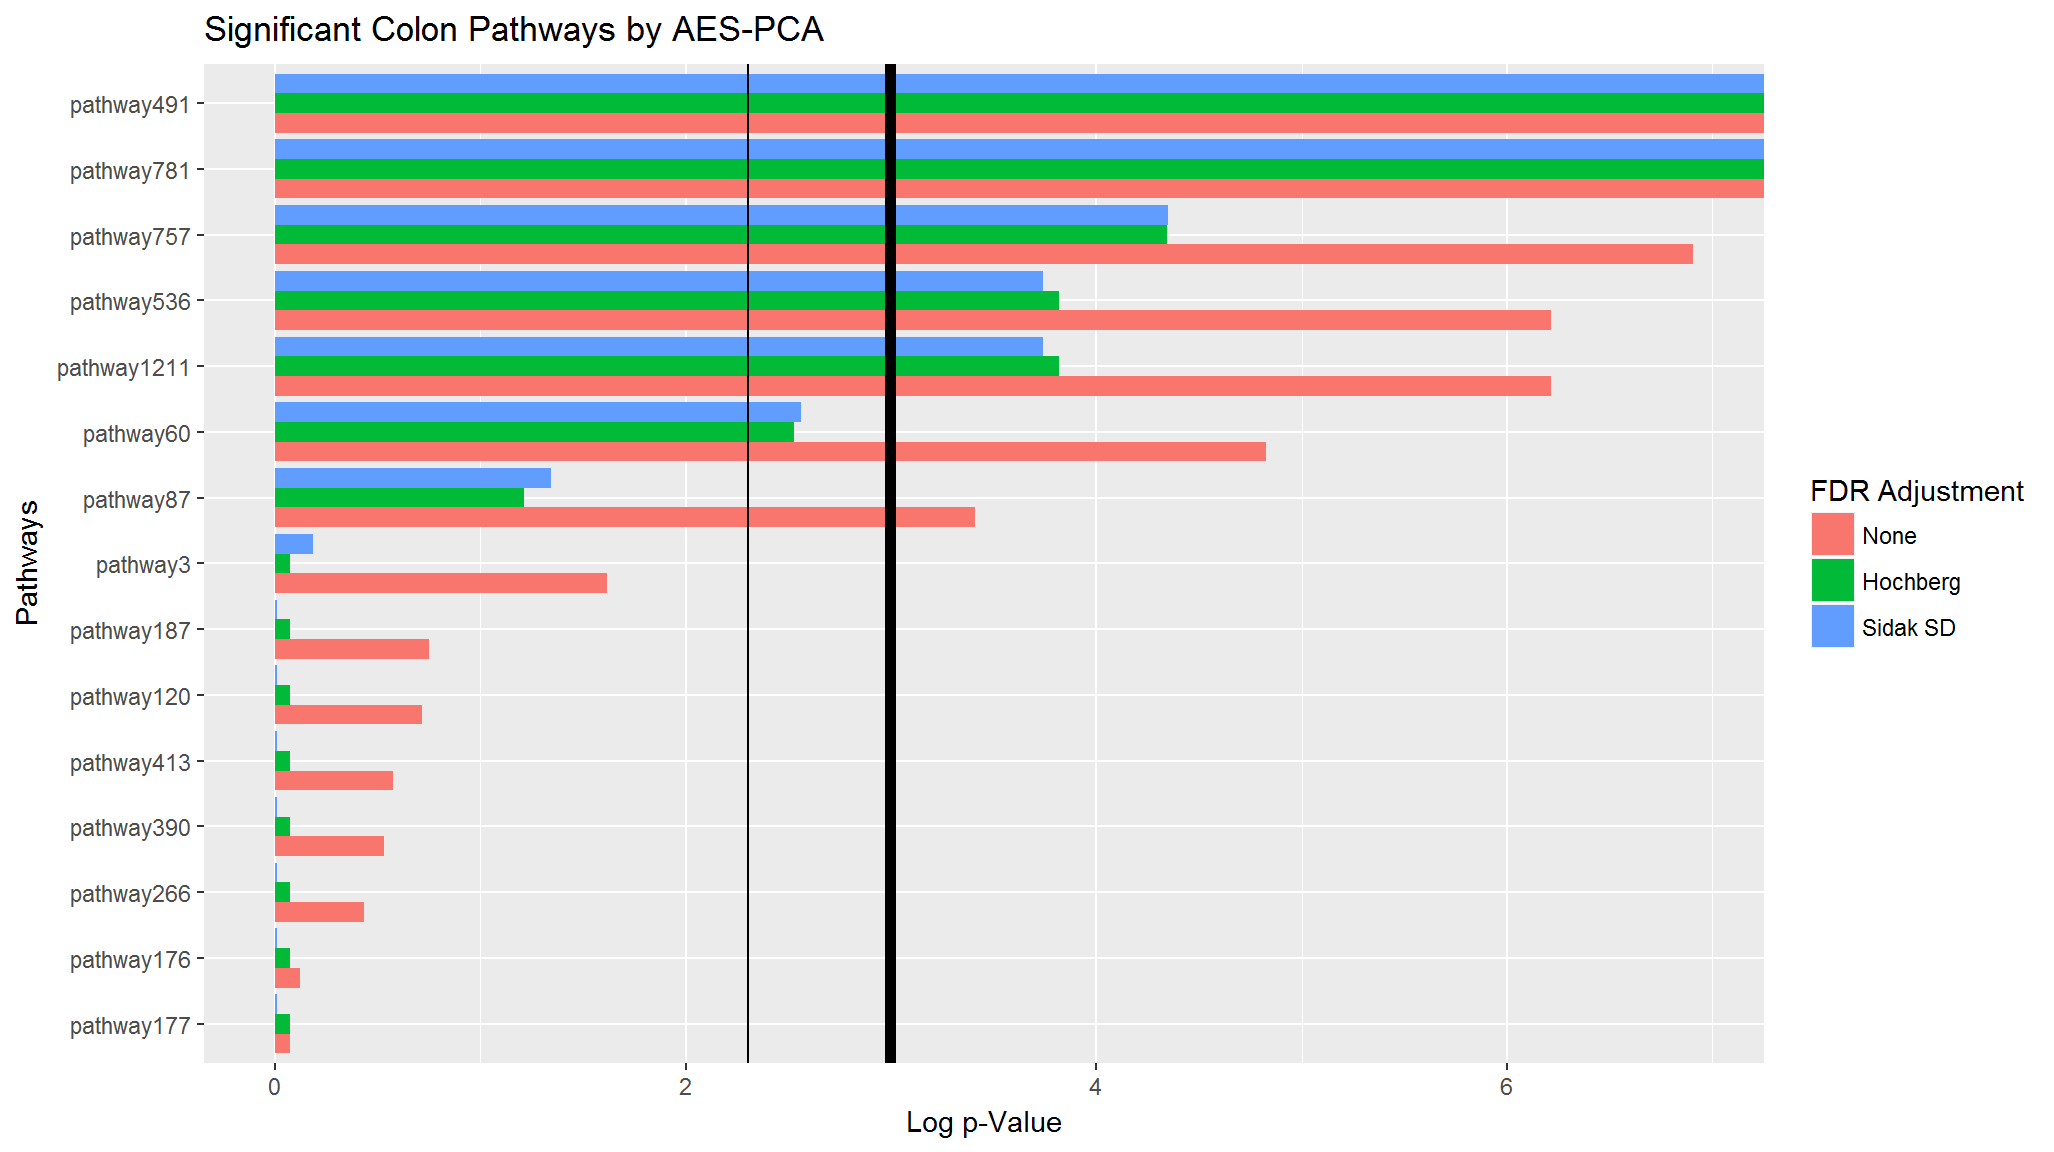 Significant Colon Pathways by AES-PCA
pathway491
pathway781
pathway757
pathway536
pathway1211
pathway60
pathway87
pathway3
pathway187
pathway120
pathway413
pathway390
pathway266
pathway176
pathway177
Pathways
0 2 4 6
Log p-Value
FDR Adjustment
None
Hochberg
Sidak SD